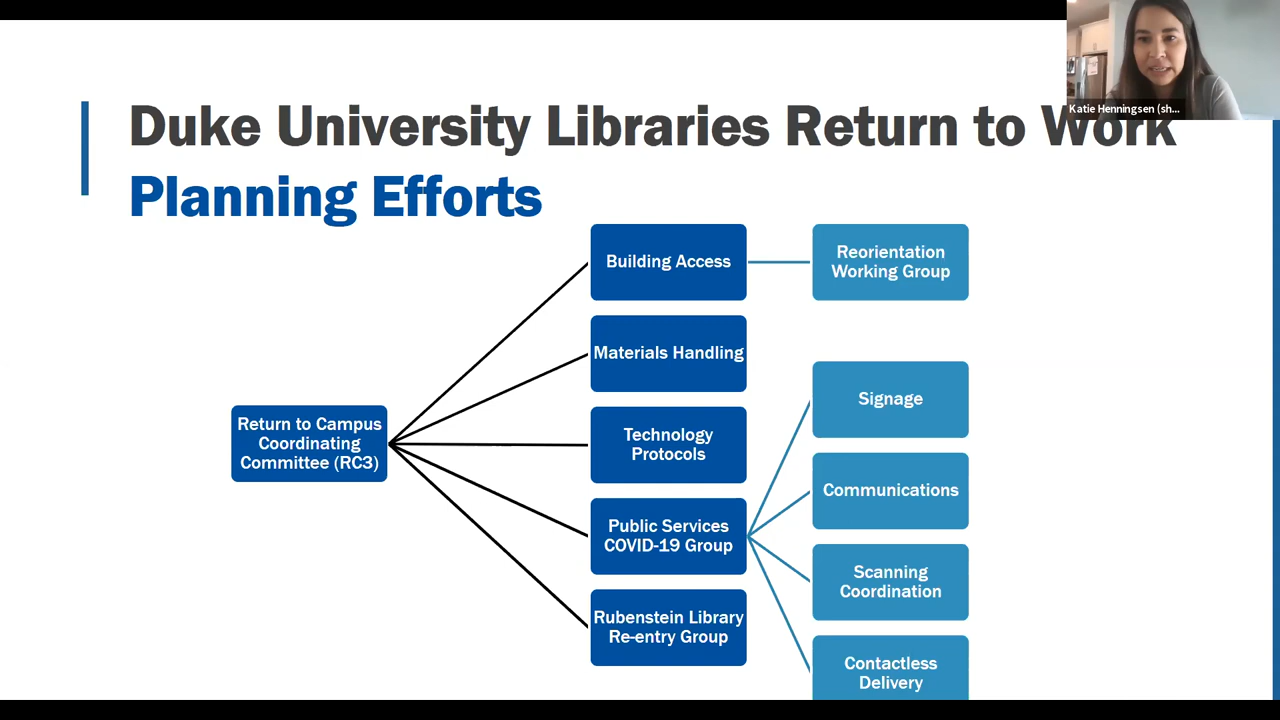 Katie Henningsen (sh...
Duke University Libraries Return to Work
Planning Efforts
Return to Campus
Coordinating
Committee (RC3)
Building Access
Materials Handling
Technology
Protocols
Public Services
COVID-19 Group
Rubenstein Library
Re-entry Group
Reorientation
Working Group
Signage
Communications
Scanning
Coordination
Contactless
Delivery